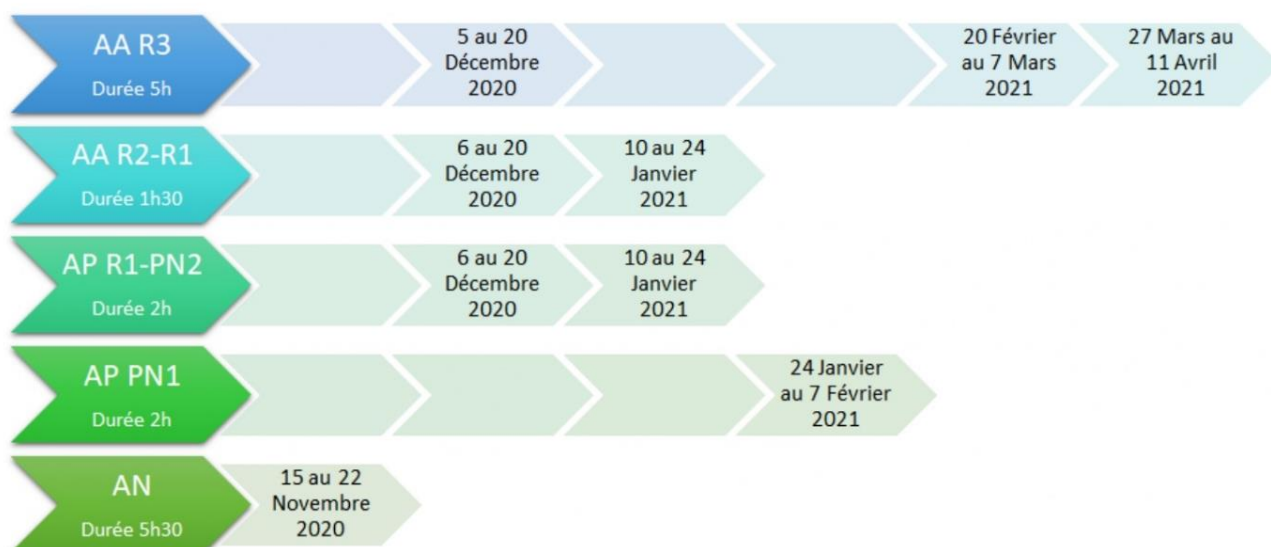 AA R3
Durée 5h
5 au 20
Décembre
2020
20 Février
au 7 Mars
2021
27 Mars au
11 Avril
2021
AA R2-R1
Durée 1h30
6 au 20
Décembre
2020
10 au 24
Janvier
2021
AP R1-PN2
Durée 2h
6 au 20
Décembre
2020
10 au 24
Janvier
2021
AP PN1
Durée 2h
24 Janvier
au 7 Février
2021
AN
Durée 5h30
15 au 22
Novembre
2020